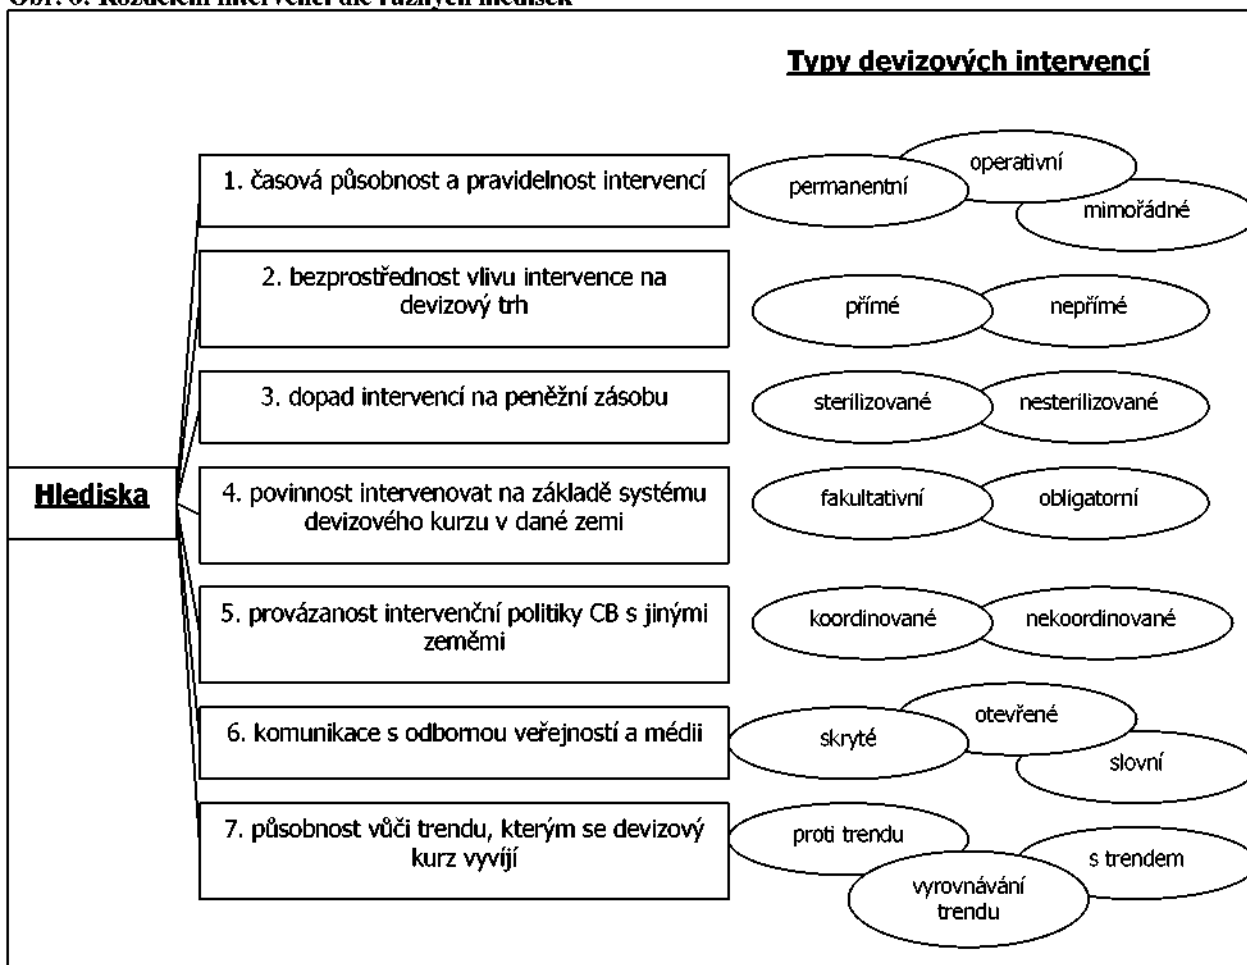 Typy devizových intervencí
1. časová působnost a pravidelnost intervencí
permanentní
operativní
mimořádné
2. bezprostřednost vlivu intervence na
devizový trh
přímé
nepřímé
3. dopad intervencí na peněžní zásobu
sterilizované
nesterilizované
Hlediska
4. povinnost intervenovat na základě systému
devizového kurzu v dané zemi
fakultativní
obligatorní
5. provázanost intervenční politiky CB s jinými
zeměmi
koordinované
nekoordinované
6. komunikace s odbornou veřejností a médii
skryté
otevřené
slovní
7. působnost vůči trendu, kterým se devizový
kurz vyvíjí
proti trendu
s trendem
vyrovnávání
trendu